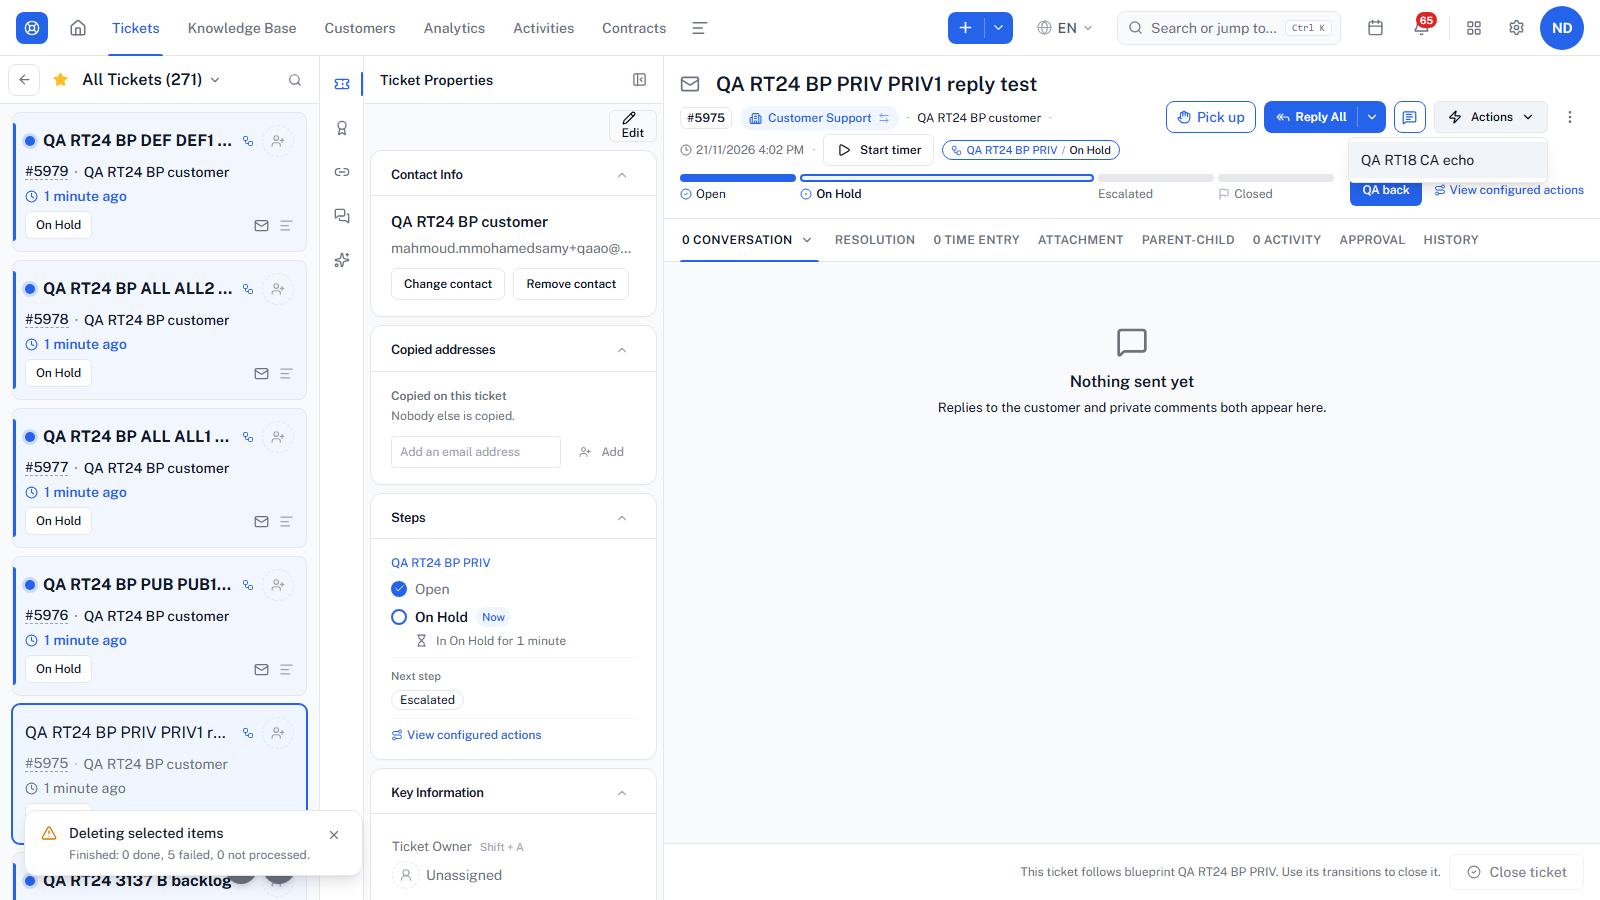 Tickets
Knowledge Base
Customers
Analytics
Activities
Contracts
EN
Search or jump to...
Ctrl K
65
ND
All Tickets (271)
QA RT24 BP DEF DEF1 ...
#5979 · QA RT24 BP customer
1 minute ago
On Hold
QA RT24 BP ALL ALL2 ...
#5978 · QA RT24 BP customer
1 minute ago
On Hold
QA RT24 BP ALL ALL1 ...
#5977 · QA RT24 BP customer
1 minute ago
On Hold
QA RT24 BP PUB PUB1...
#5976 · QA RT24 BP customer
1 minute ago
On Hold
QA RT24 BP PRIV PRIV1 r...
#5975 · QA RT24 BP customer
1 minute ago
Deleting selected items
Finished: 0 done, 5 failed, 0 not processed.
QA RT24 3137 B backlog
Ticket Properties
Edit
Contact Info
QA RT24 BP customer
mahmoud.mmohamedsamy+qaao@...
Change contact
Remove contact
Copied addresses
Copied on this ticket
Nobody else is copied.
Add an email address
Add
Steps
QA RT24 BP PRIV
Open
On Hold Now
In On Hold for 1 minute
Next step
Escalated
View configured actions
Key Information
Ticket Owner Shift + A
Unassigned
QA RT24 BP PRIV PRIV1 reply test
#5975
Customer Support
· QA RT24 BP customer ·
Pick up
Reply All
Actions
21/11/2026 4:02 PM ·
Start timer
QA RT24 BP PRIV / On Hold
QA RT18 CA echo
Open
On Hold
Escalated
Closed
QA back
View configured actions
0 CONVERSATION
RESOLUTION
0 TIME ENTRY
ATTACHMENT
PARENT-CHILD
0 ACTIVITY
APPROVAL
HISTORY
Nothing sent yet
Replies to the customer and private comments both appear here.
This ticket follows blueprint QA RT24 BP PRIV. Use its transitions to close it.
Close ticket